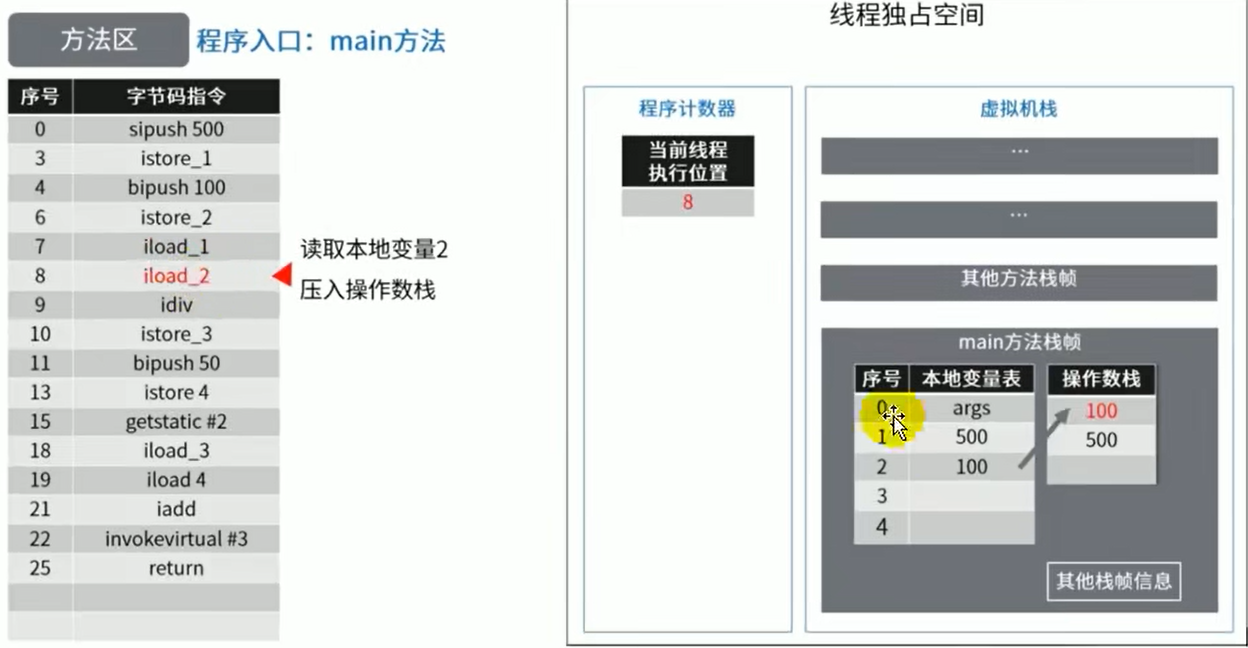 方法区 程序入口：main方法
序号 字节码指令
0 sipush 500
3 istore_1
4 bipush 100
6 istore_2
7 iload_1
8 iload_2
9 idiv
10 istore_3
11 bipush 50
13 istore 4
15 getstatic #2
18 iload_3
19 iload 4
21 iadd
22 invokevirtual #3
25 return
读取本地变量2
压入操作数栈
线程独占空间
程序计数器
当前线程
执行位置
8
虚拟机栈
...
...
其他方法栈帧
main方法栈帧
序号 本地变量表
0 args
1 500
2 100
3
4
操作数栈
100
500
其他栈帧信息